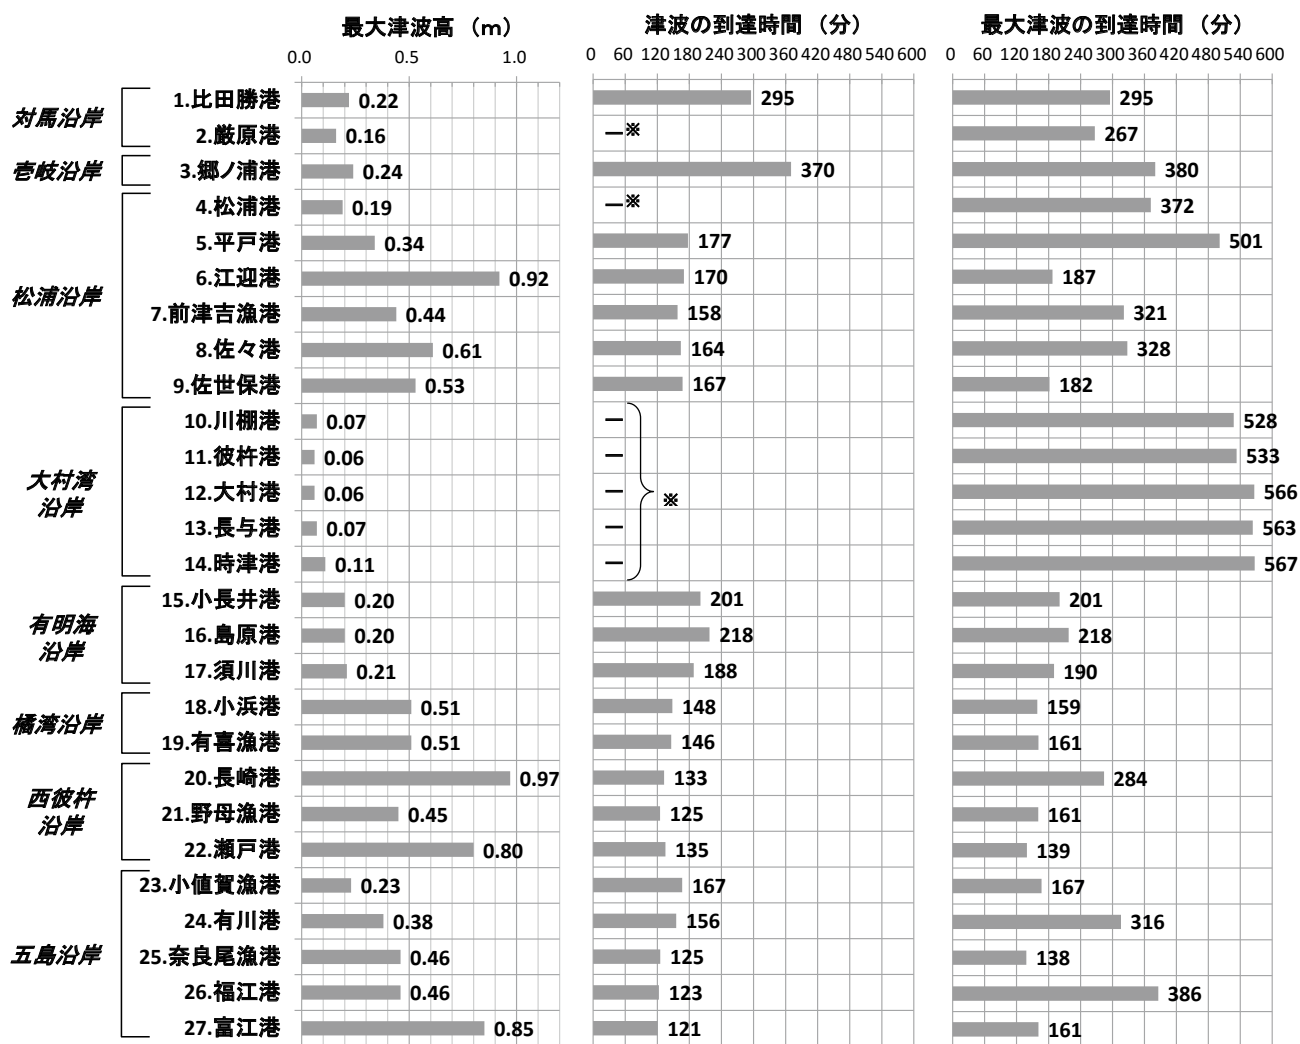 最大津波高 （m）
津波の到達時間 （分）
最大津波の到達時間 （分）
0.0 0.5 1.0
0 60 120 180 240 300 360 420 480 540 600
0 60 120 180 240 300 360 420 480 540 600
対馬沿岸
1.比田勝港 0.22 295 295
2.厳原港 0.16 ―※ 267
壱岐沿岸
3.郷ノ浦港 0.24 370 380
松浦沿岸
4.松浦港 0.19 ―※ 372
5.平戸港 0.34 177 501
6.江迎港 0.92 170 187
7.前津吉漁港 0.44 158 321
8.佐々港 0.61 164 328
9.佐世保港 0.53 167 182
大村湾
沿岸
10.川棚港 0.07 ― 528
11.彼杵港 0.06 ― 533
12.大村港 0.06 ― ※ 566
13.長与港 0.07 ― 563
14.時津港 0.11 ― 567
有明海
沿岸
15.小長井港 0.20 201 201
16.島原港 0.20 218 218
17.須川港 0.21 188 190
橘湾沿岸
18.小浜港 0.51 148 159
19.有喜漁港 0.51 146 161
西彼杵
沿岸
20.長崎港 0.97 133 284
21.野母漁港 0.45 125 161
22.瀬戸港 0.80 135 139
五島沿岸
23.小値賀漁港 0.23 167 167
24.有川港 0.38 156 316
25.奈良尾漁港 0.46 125 138
26.福江港 0.46 123 386
27.富江港 0.85 121 161